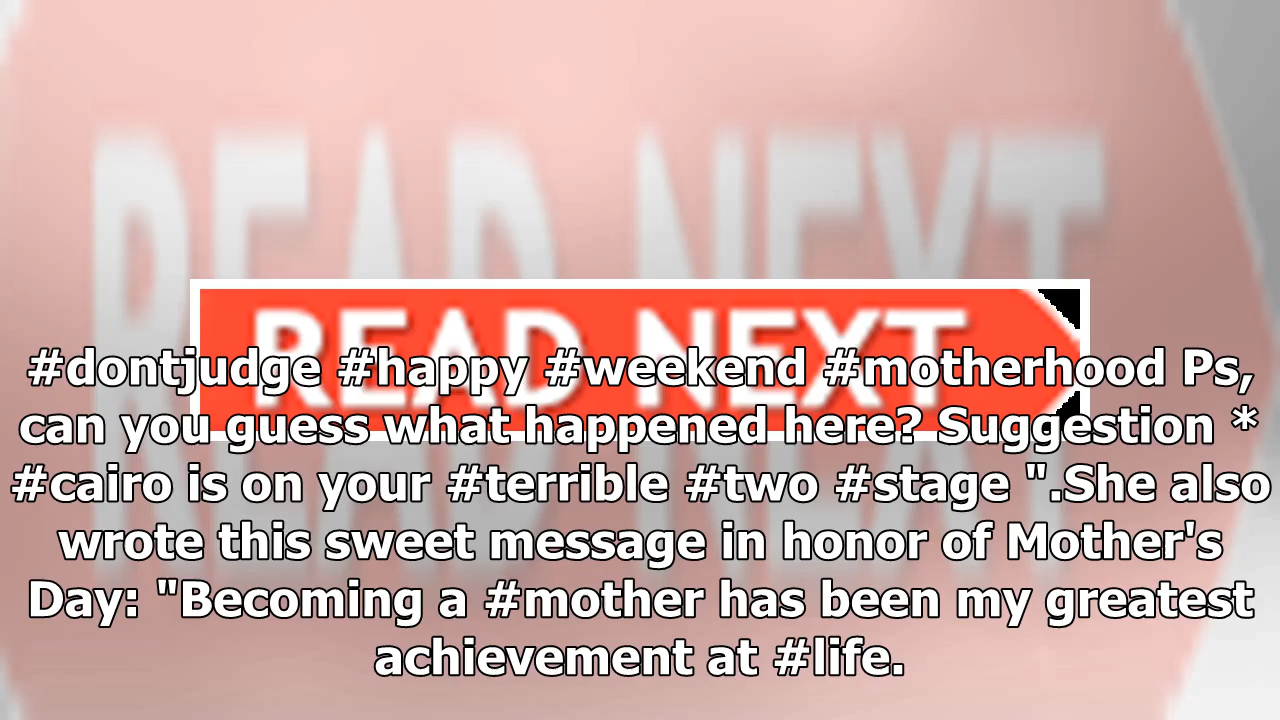 READ NEXT
READ NEXT
#dontjudge #happy #weekend #motherhood Ps,
can you guess what happened here? Suggestion *
#cairo is on your #terrible #two #stage ".She also
wrote this sweet message in honor of Mother's
Day: "Becoming a #mother has been my greatest
achievement at #life.